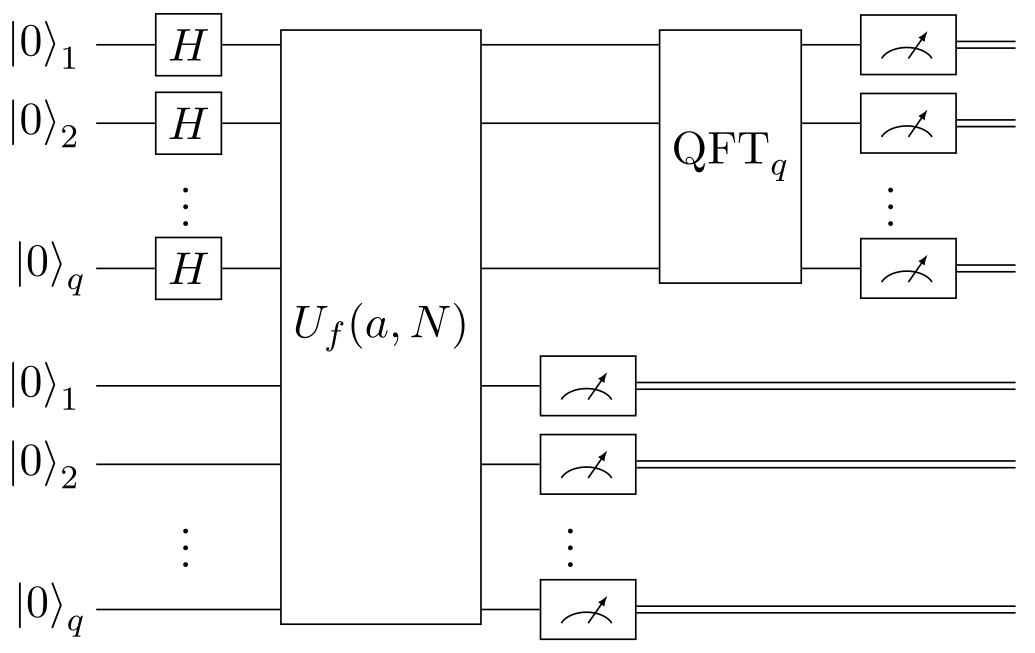 |0⟩₁ H
|0⟩₂ H
⋮ ⋮
|0⟩_q H
QFT_q
U_f(a, N)
|0⟩₁
|0⟩₂
⋮ ⋮
|0⟩_q